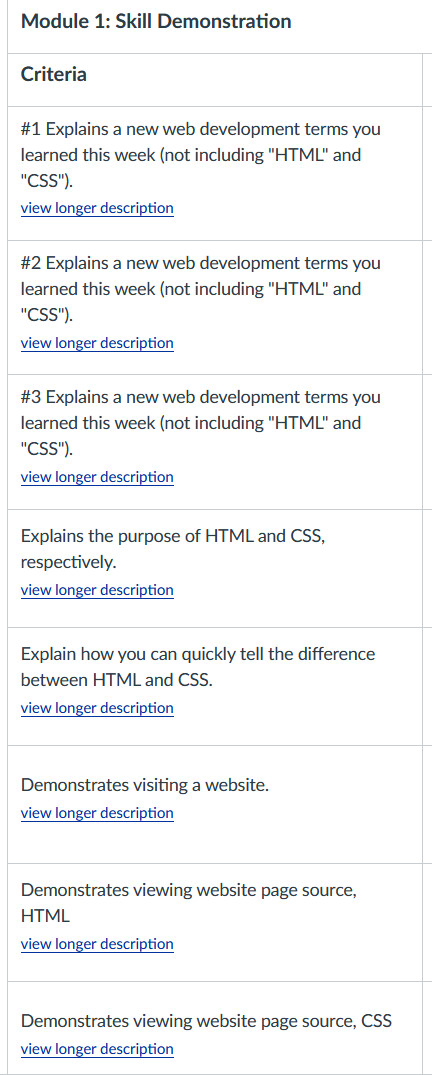 Module 1: Skill Demonstration
Criteria
#1 Explains a new web development terms you
learned this week (not including "HTML" and
"CSS").
view longer description
#2 Explains a new web development terms you
learned this week (not including "HTML" and
"CSS").
view longer description
#3 Explains a new web development terms you
learned this week (not including "HTML" and
"CSS").
view longer description
Explains the purpose of HTML and CSS,
respectively.
view longer description
Explain how you can quickly tell the difference
between HTML and CSS.
view longer description
Demonstrates visiting a website.
view longer description
Demonstrates viewing website page source,
HTML
view longer description
Demonstrates viewing website page source, CSS
view longer description